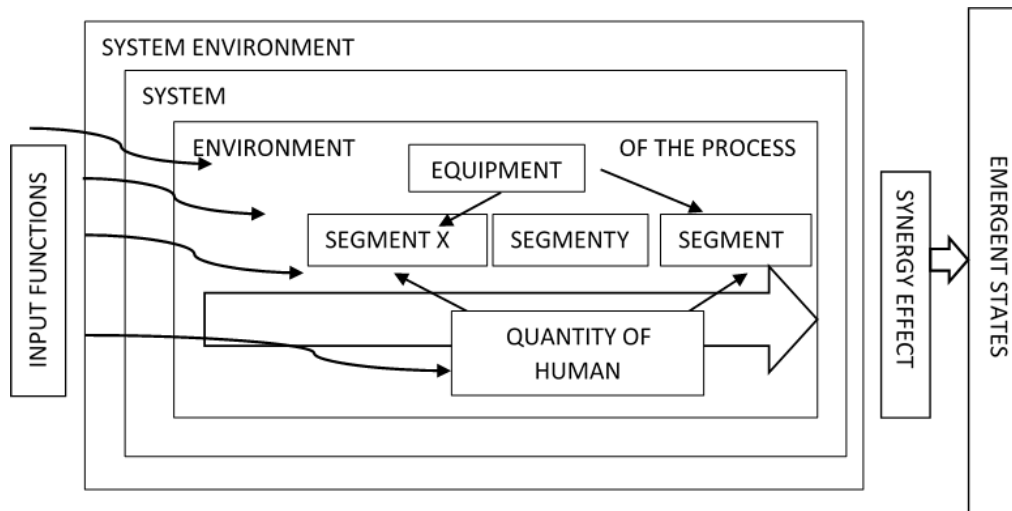 SYSTEM ENVIRONMENT
SYSTEM
ENVIRONMENT
OF THE PROCESS
EQUIPMENT
SEGMENT X
SEGMENTY
SEGMENT
QUANTITY OF
HUMAN
INPUT FUNCTIONS
SYNERGY EFFECT
EMERGENT STATES